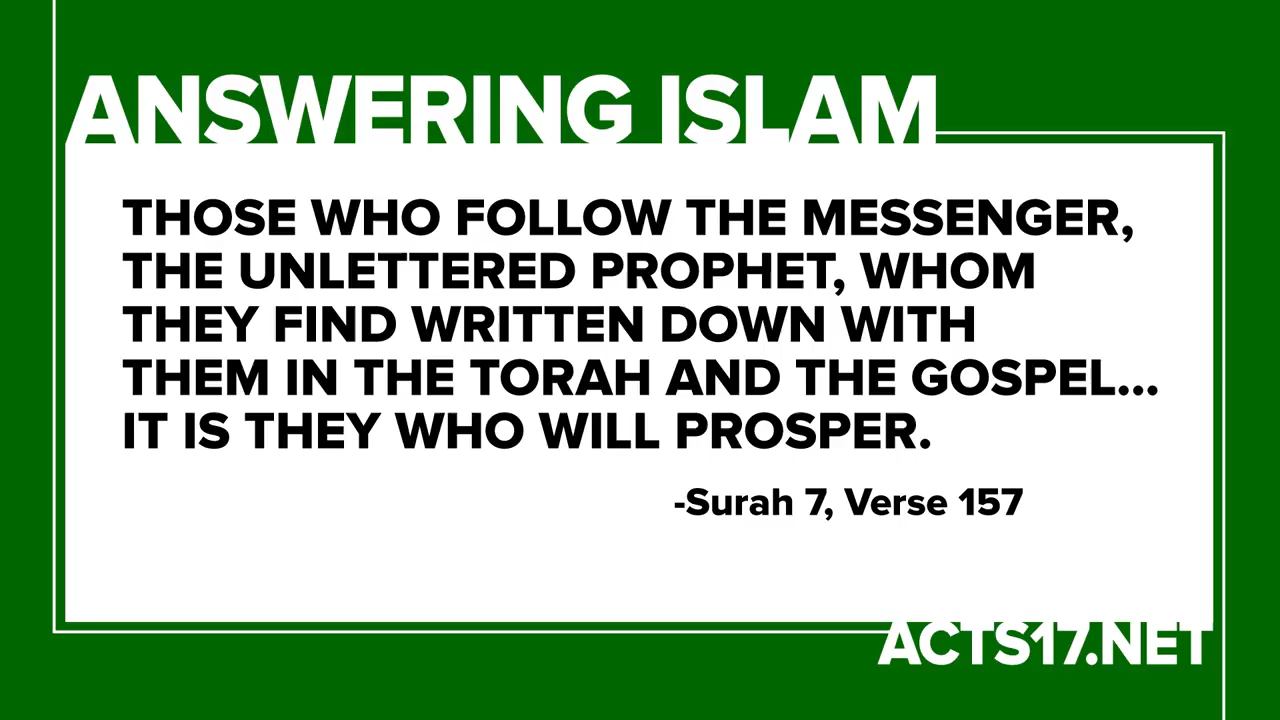 ANSWERING ISLAM
THOSE WHO FOLLOW THE MESSENGER,
THE UNLETTERED PROPHET, WHOM
THEY FIND WRITTEN DOWN WITH
THEM IN THE TORAH AND THE GOSPEL...
IT IS THEY WHO WILL PROSPER.
-Surah 7, Verse 157
ACTS17.NET